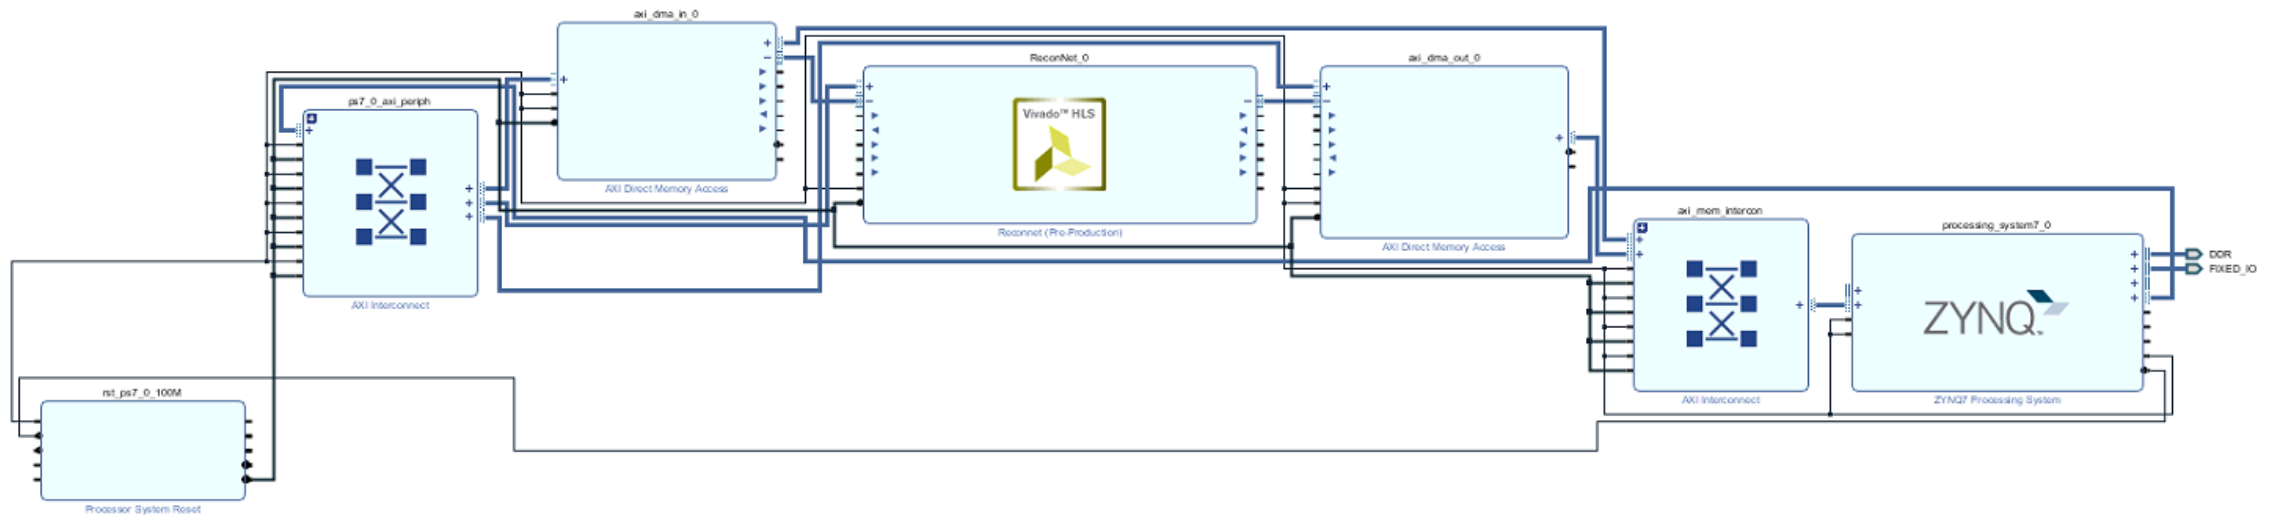 axi_dma_in_0
ReconNet_0
axi_dma_out_0
ps7_0_axi_periph
Vivado™ HLS
AXI Direct Memory Access
axi_mem_intercon
processing_system7_0
Reconnet (Pre-Production)
AXI Direct Memory Access
DDR
FIXED_IO
AXI Interconnect
ZYNQ
rst_ps7_0_100M
AXI Interconnect
ZYNQ7 Processing System
Processor System Reset